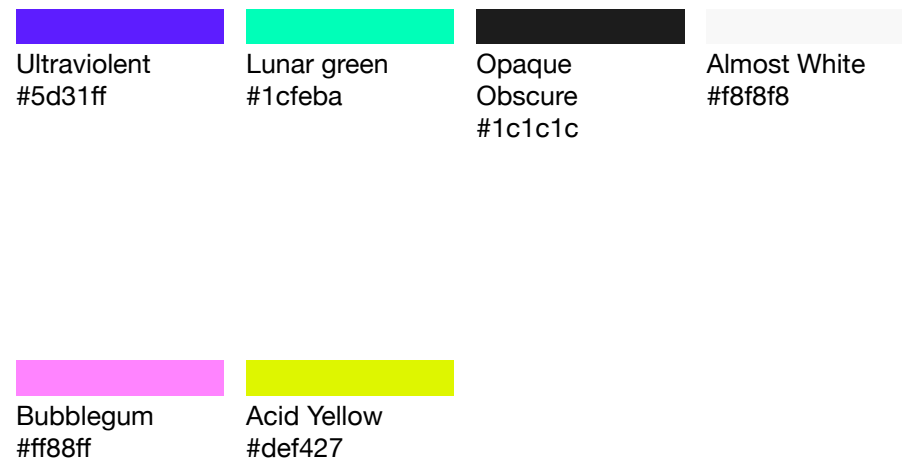 Ultraviolent
#5d31ff
Lunar green
#1cfeba
Opaque
Obscure
#1c1c1c
Almost White
#f8f8f8
Bubblegum
#ff88ff
Acid Yellow
#def427